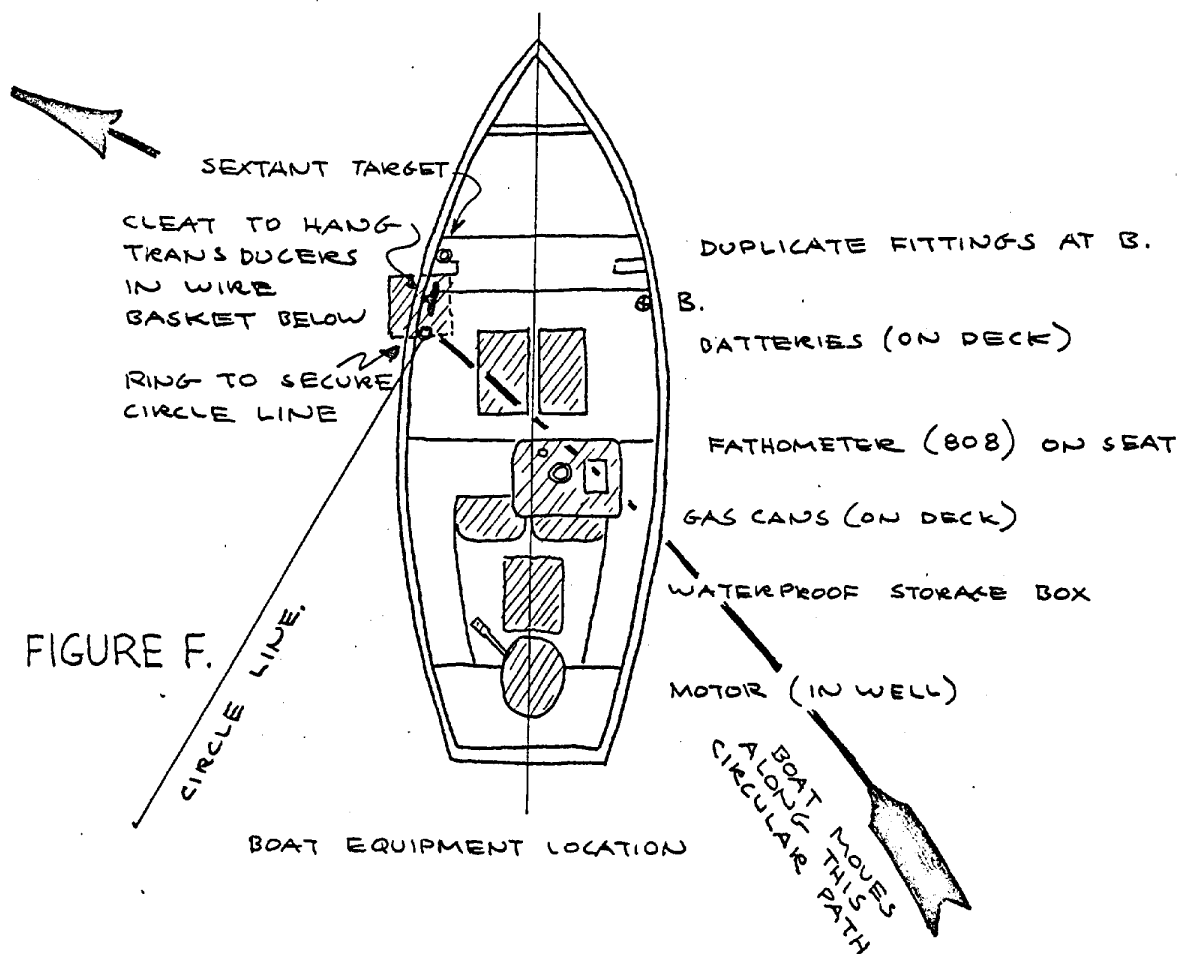 SEXTANT TARGET
CLEAT TO HANG
TRANSDUCERS
IN WIRE
BASKET BELOW
RING TO SECURE
CIRCLE LINE
DUPLICATE FITTINGS AT B.
B.
BATTERIES (ON DECK)
FATHOMETER (808) ON SEAT
GAS CANS (ON DECK)
WATERPROOF STORAGE BOX
MOTOR (IN WELL)
FIGURE F.
CIRCLE LINE.
BOAT MOVES
ALONG THIS
CIRCULAR PATH
BOAT EQUIPMENT LOCATION